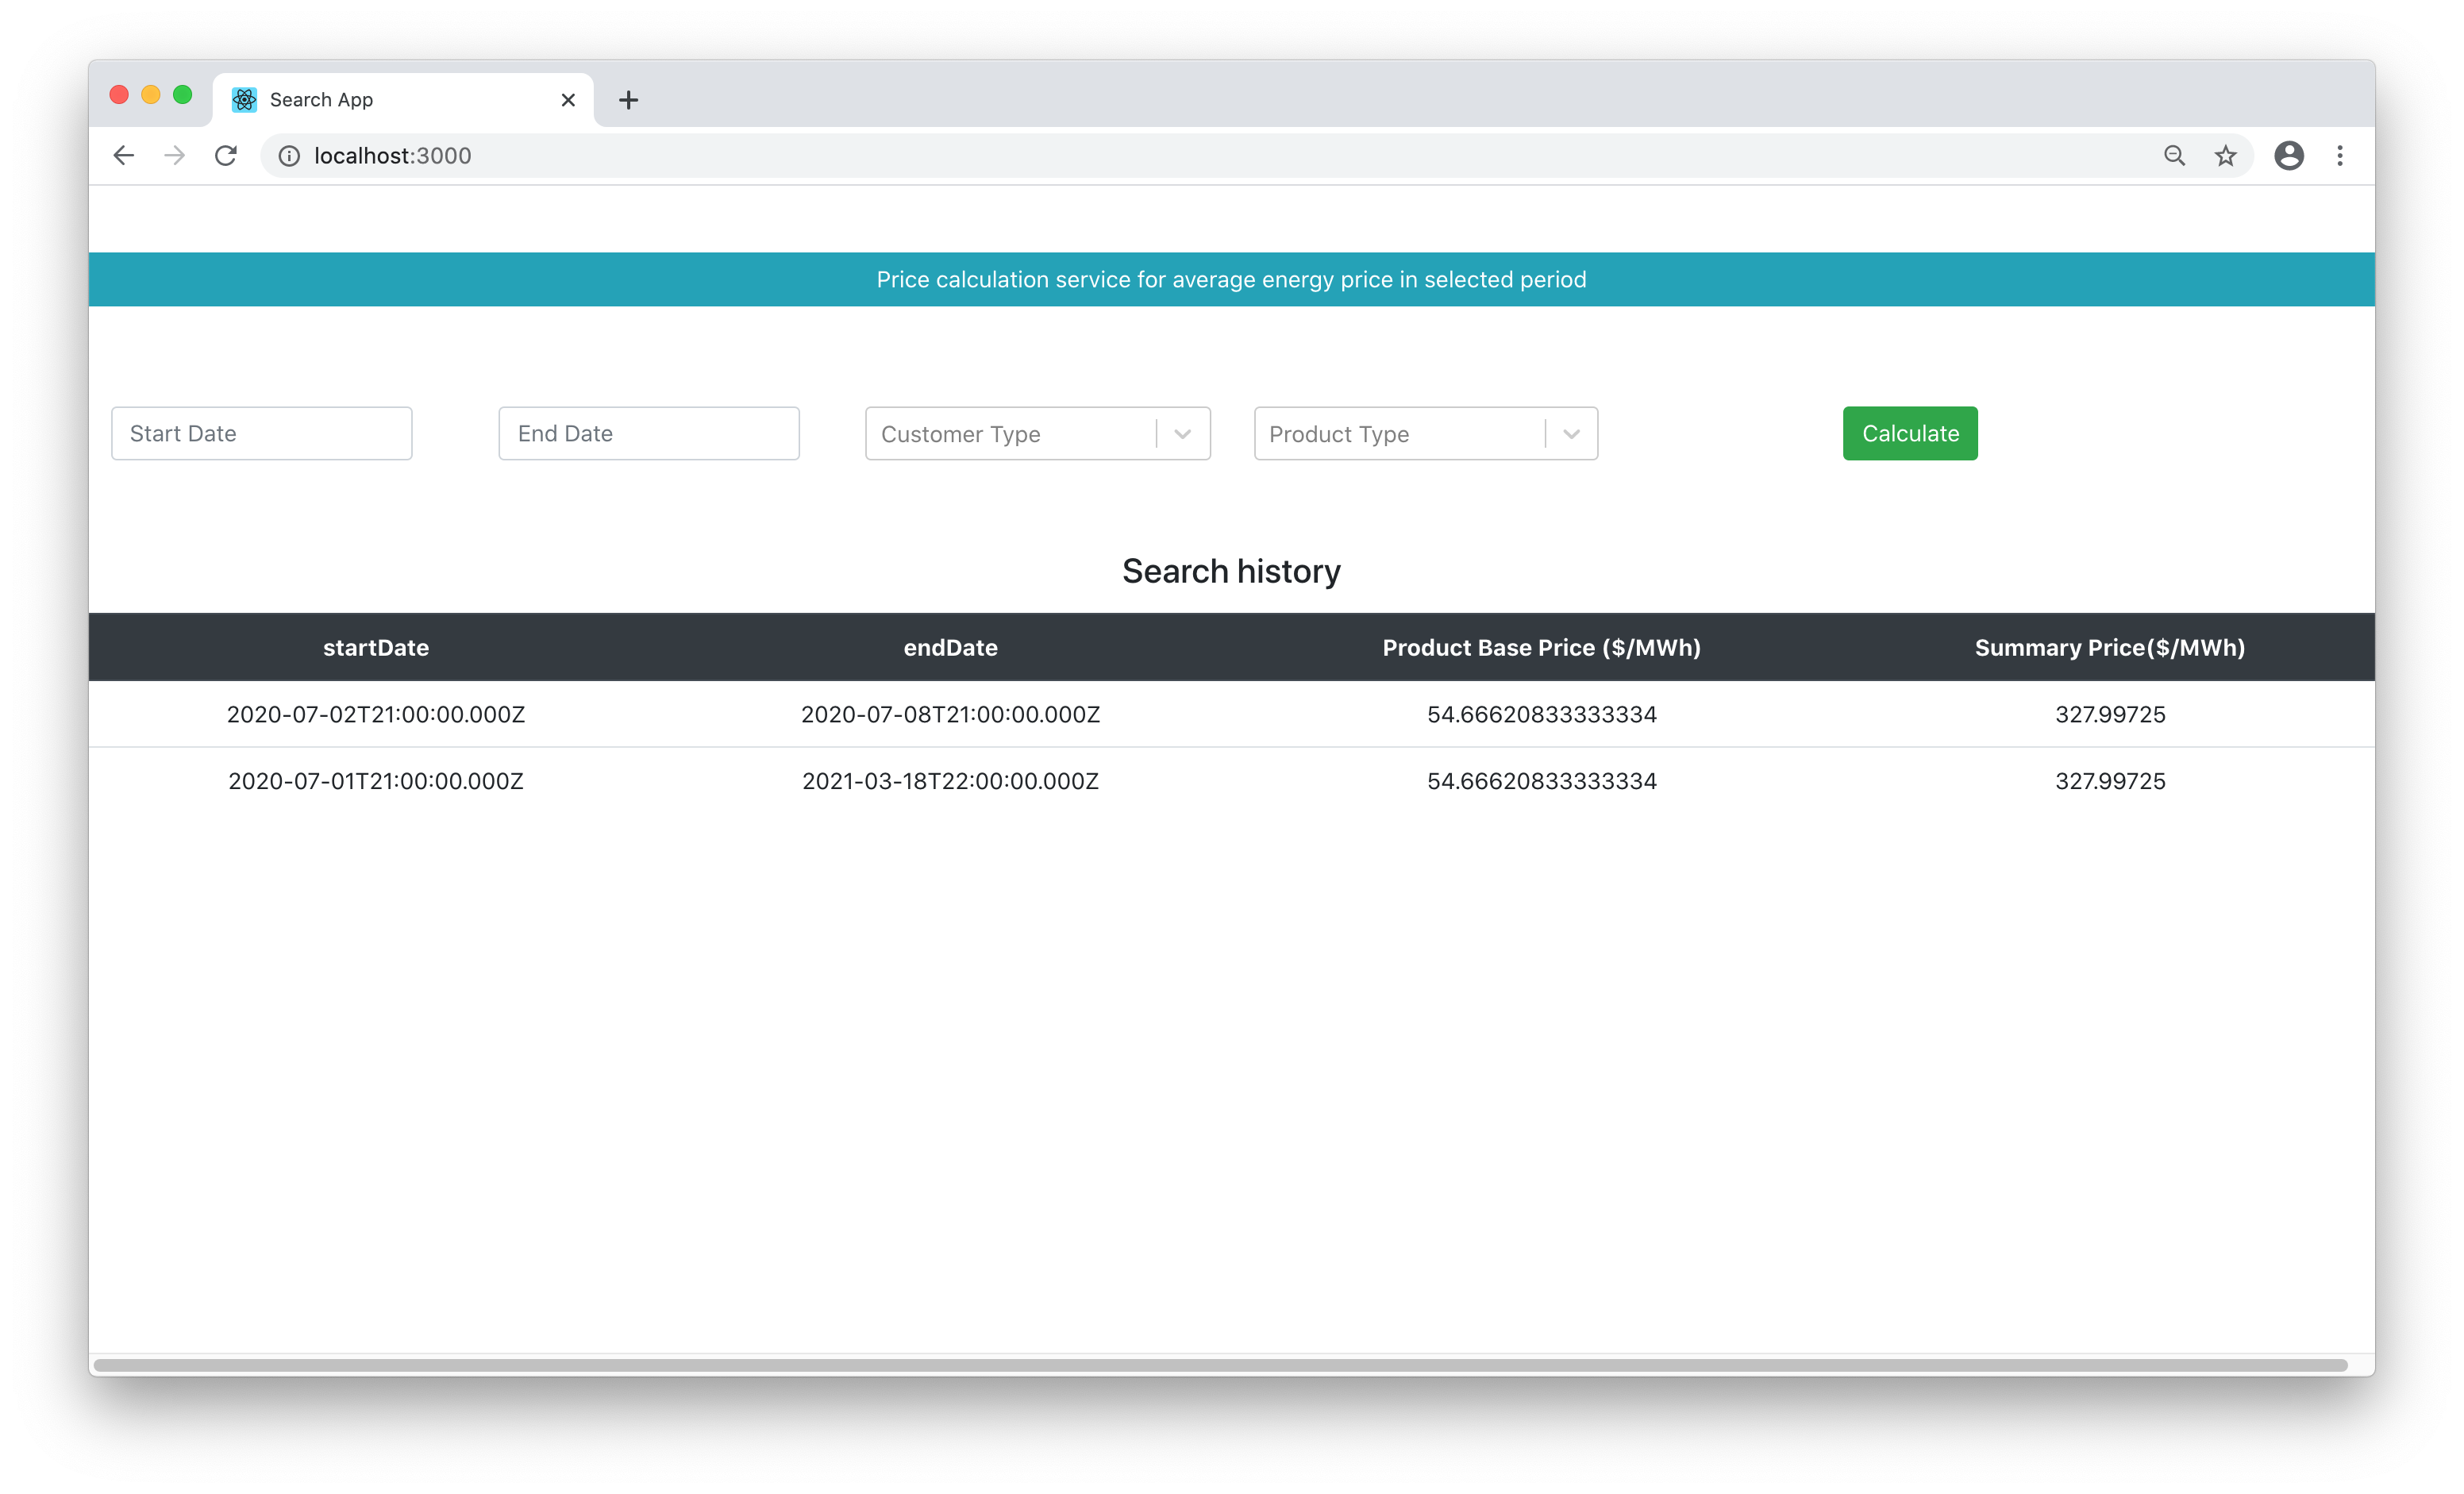 Search App
localhost:3000
Price calculation service for average energy price in selected period
Start Date
End Date
Customer Type
Product Type
Calculate
Search history
startDate endDate Product Base Price ($/MWh) Summary Price($/MWh)
2020-07-02T21:00:00.000Z 2020-07-08T21:00:00.000Z 54.66620833333334 327.99725
2020-07-01T21:00:00.000Z 2021-03-18T22:00:00.000Z 54.66620833333334 327.99725